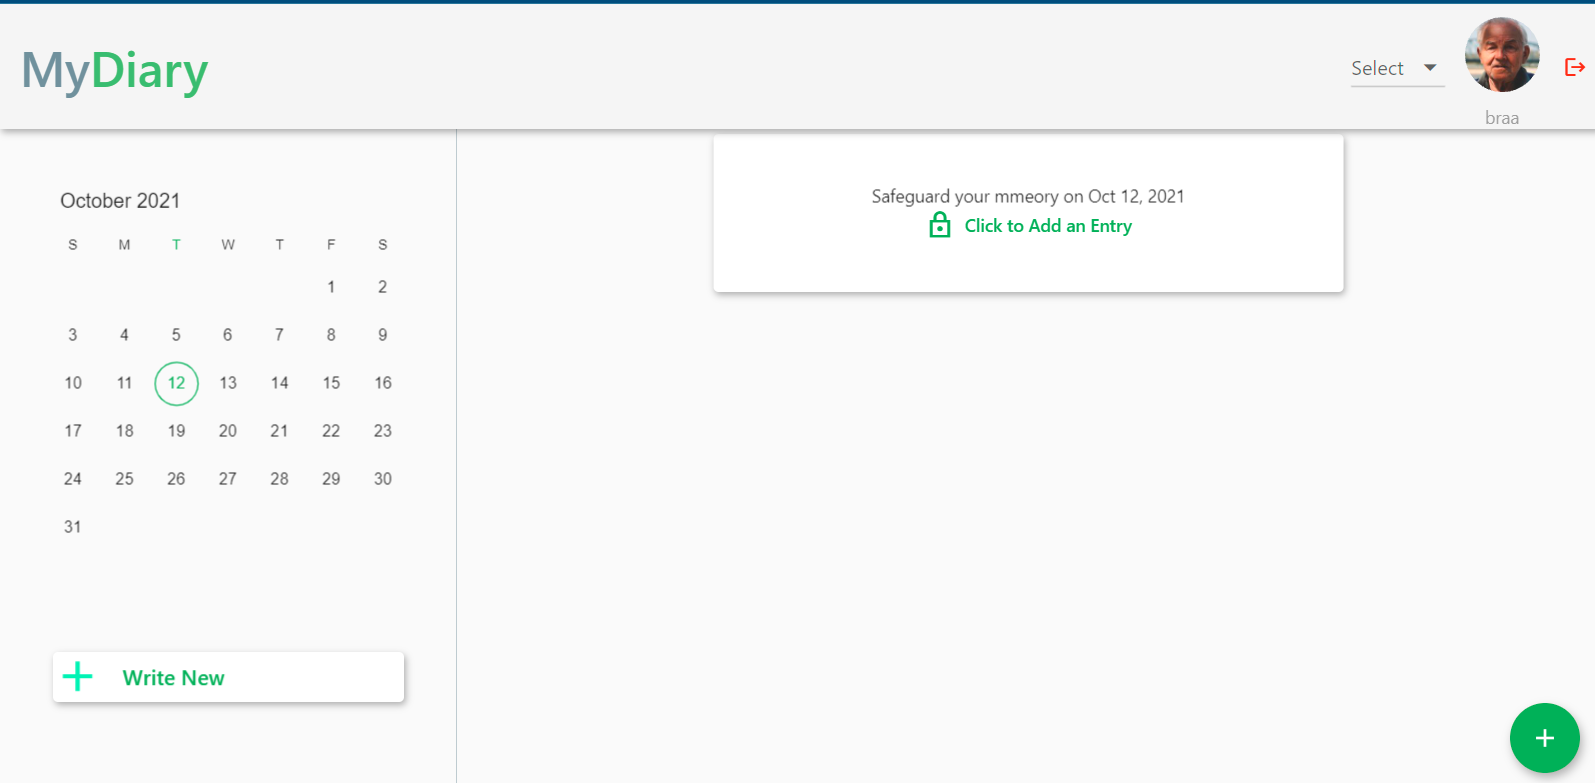 MyDiary
Select
braa
October 2021
S M T W T F S
1 2
3 4 5 6 7 8 9
10 11 12 13 14 15 16
17 18 19 20 21 22 23
24 25 26 27 28 29 30
31
Write New
Safeguard your mmeory on Oct 12, 2021
Click to Add an Entry